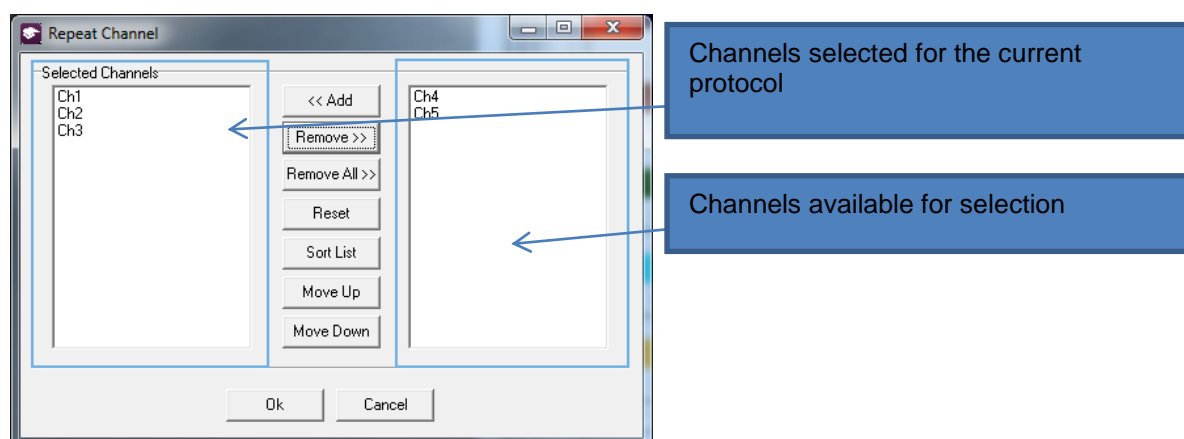 Repeat Channel
Selected Channels
Ch1
Ch2
Ch3
<< Add
Remove >>
Remove All >>
Reset
Sort List
Move Up
Move Down
Ch4
Ch5
Ok
Cancel
Channels selected for the current
protocol
Channels available for selection